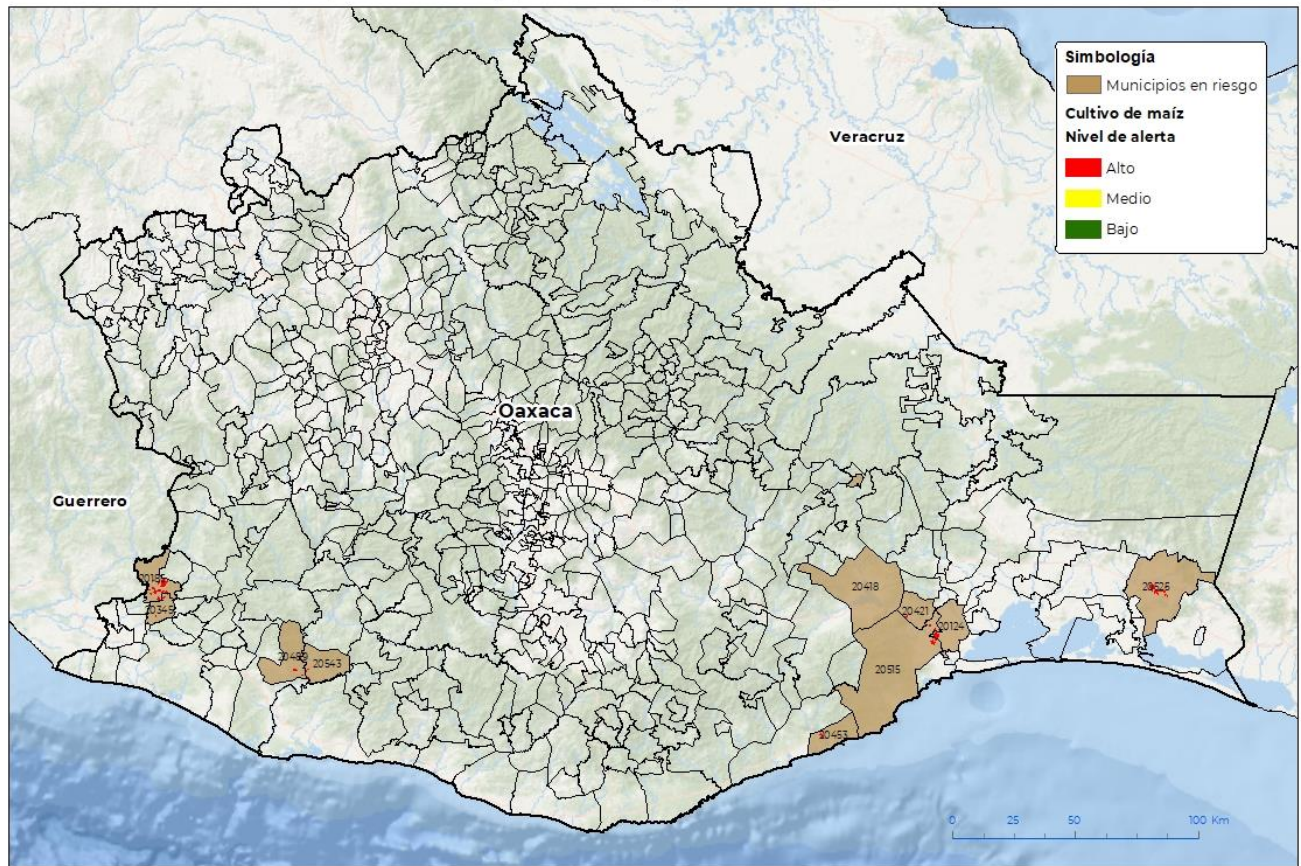 Simbología
Municipios en riesgo
Cultivo de maíz
Nivel de alerta
Alto
Medio
Bajo
Veracruz
Oaxaca
Guerrero
20345
20543
20418
20421
20124
20515
20453
0 25 50 100 Km